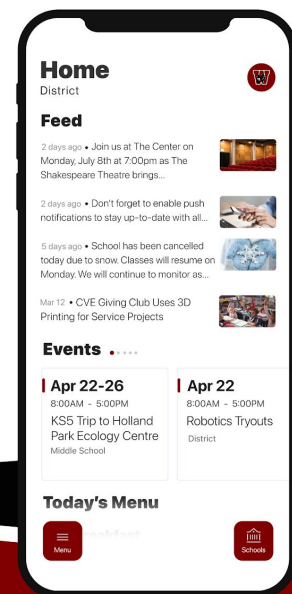 Home
District
W
Feed
2 days ago • Join us at The Center on
Monday, July 8th at 7:00pm as The
Shakespeare Theatre brings...
2 days ago • Don't forget to enable push
notifications to stay up-to-date with all...
5 days ago • School has been cancelled
today due to snow. Classes will resume on
Monday. We will continue to monitor as...
Mar 12 • CVE Giving Club Uses 3D
Printing for Service Projects
Events
Apr 22-26
8:00AM - 5:00PM
KS5 Trip to Holland
Park Ecology Centre
Middle School
Apr 22
8:00AM - 5:00PM
Robotics Tryouts
District
Today's Menu
Breakfast
Menu
Schools